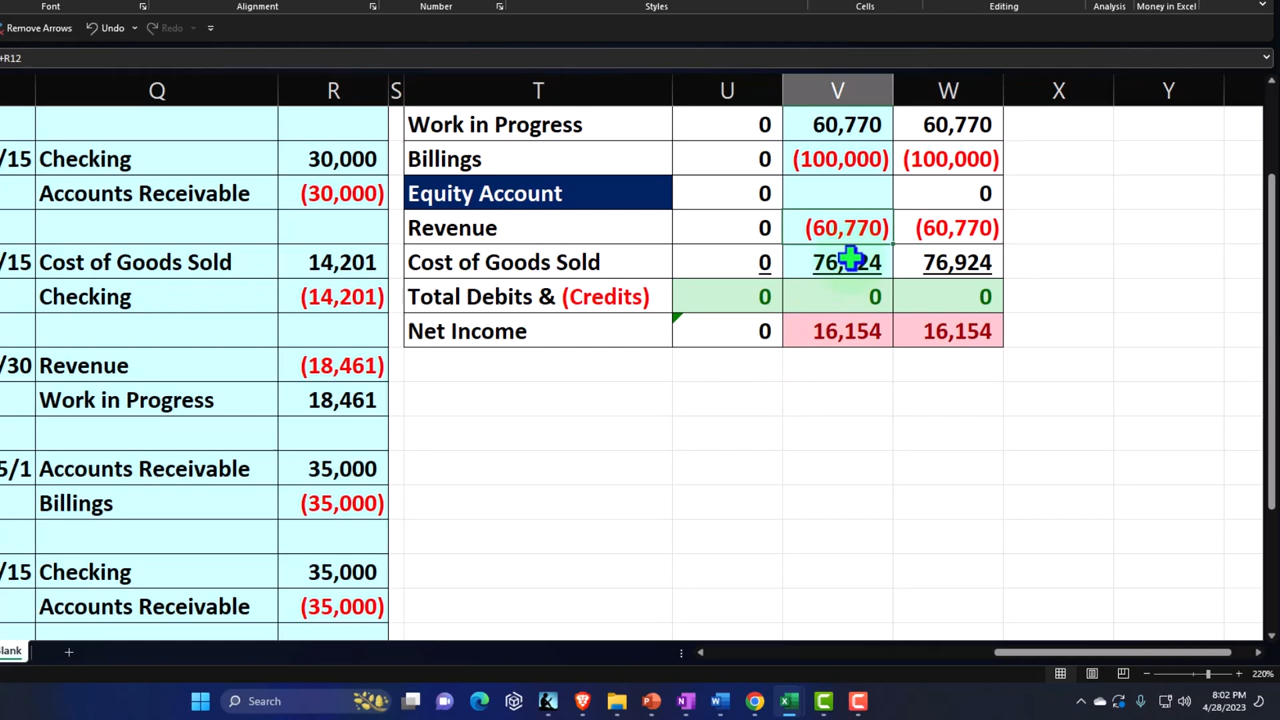 Font Alignment Number Styles Cells Editing Analysis Money in Excel
Remove Arrows Undo Redo
+R12
Q R S T U V W X Y
Work in Progress 0 60,770 60,770
/15 Checking 30,000 Billings 0 (100,000) (100,000)
Accounts Receivable (30,000) Equity Account 0 0
Revenue 0 (60,770) (60,770)
/15 Cost of Goods Sold 14,201 Cost of Goods Sold 0 76,924 76,924
Checking (14,201) Total Debits & (Credits) 0 0 0
Net Income 0 16,154 16,154
/30 Revenue (18,461)
Work in Progress 18,461
5/1 Accounts Receivable 35,000
Billings (35,000)
/15 Checking 35,000
Accounts Receivable (35,000)
Blank
220%
Search
8:02 PM
4/28/2023